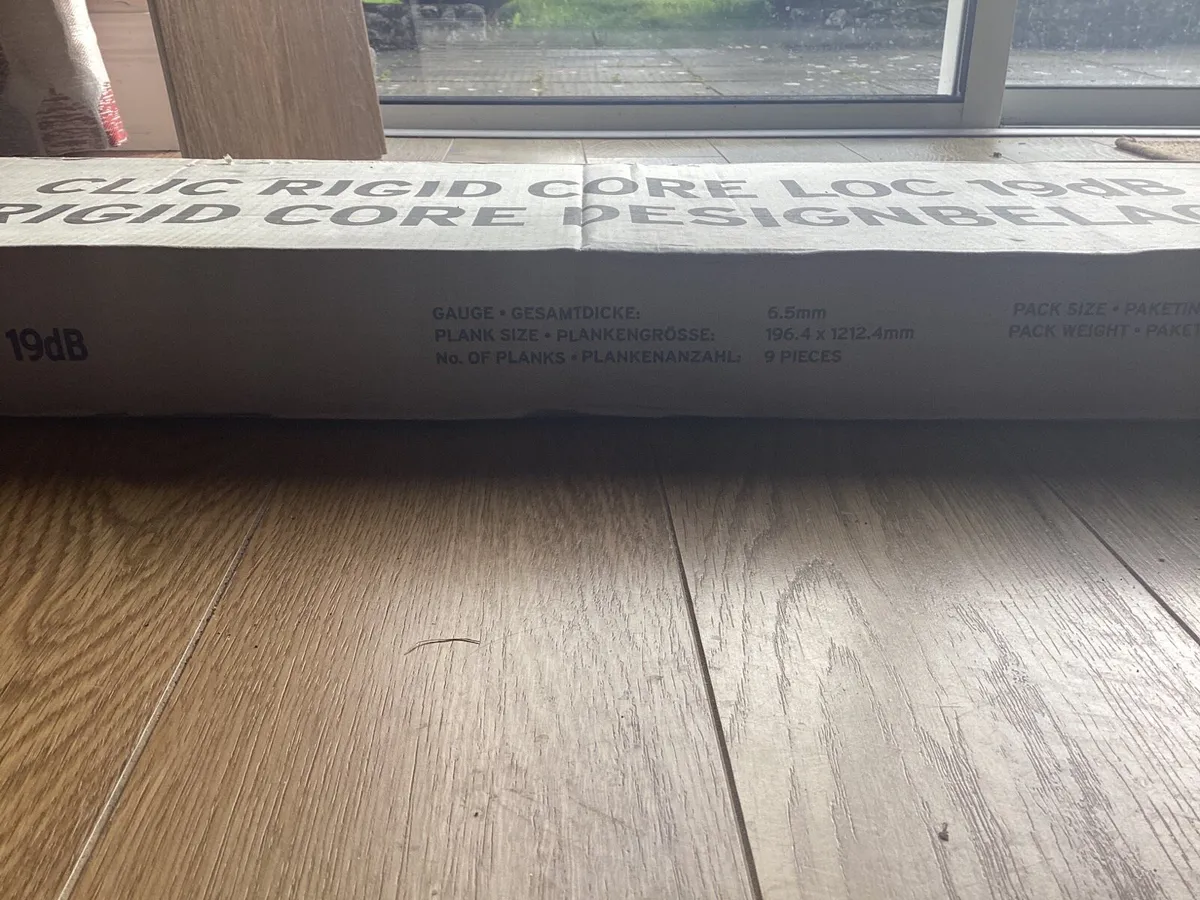 CLIC RIGID CORE LOC 19dB
RIGID CORE DESIGNBELAG
19dB
GAUGE • GESAMTDICKE: 6.5mm
PLANK SIZE • PLANKENGRÖSSE: 196.4 x 1212.4mm
No. OF PLANKS • PLANKENANZAHL: 9 PIECES
PACK SIZE • PAKETIN
PACK WEIGHT • PAKE